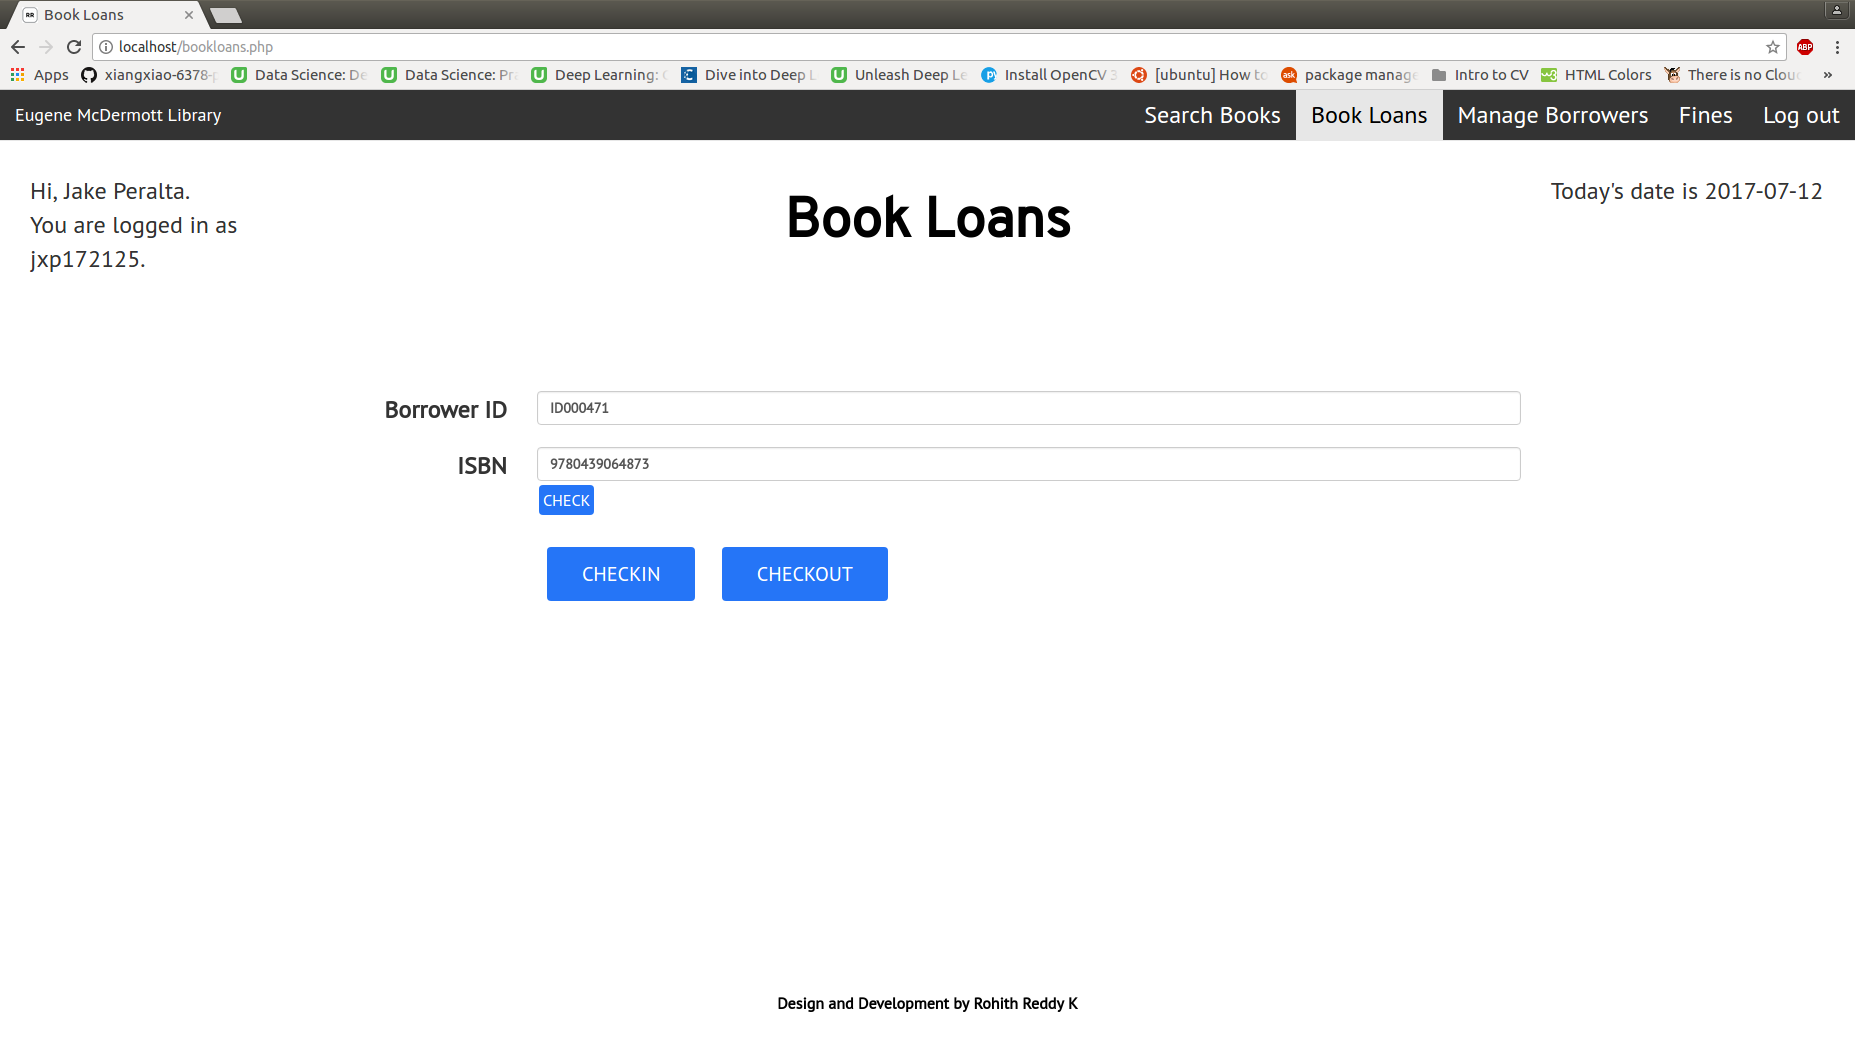 RR Book Loans
localhost/bookloans.php
ABP
Apps xiangxiao-6378- Data Science: De Data Science: Pr Deep Learning: Dive into Deep L Unleash Deep Le Install OpenCV 3 [ubuntu] How to ask package manage Intro to CV HTML Colors There is no Clou »
Eugene McDermott Library Search Books Book Loans Manage Borrowers Fines Log out
Hi, Jake Peralta.
You are logged in as
jxp172125.
Book Loans
Today's date is 2017-07-12
Borrower ID ID000471
ISBN 9780439064873
CHECK
CHECKIN CHECKOUT
Design and Development by Rohith Reddy K